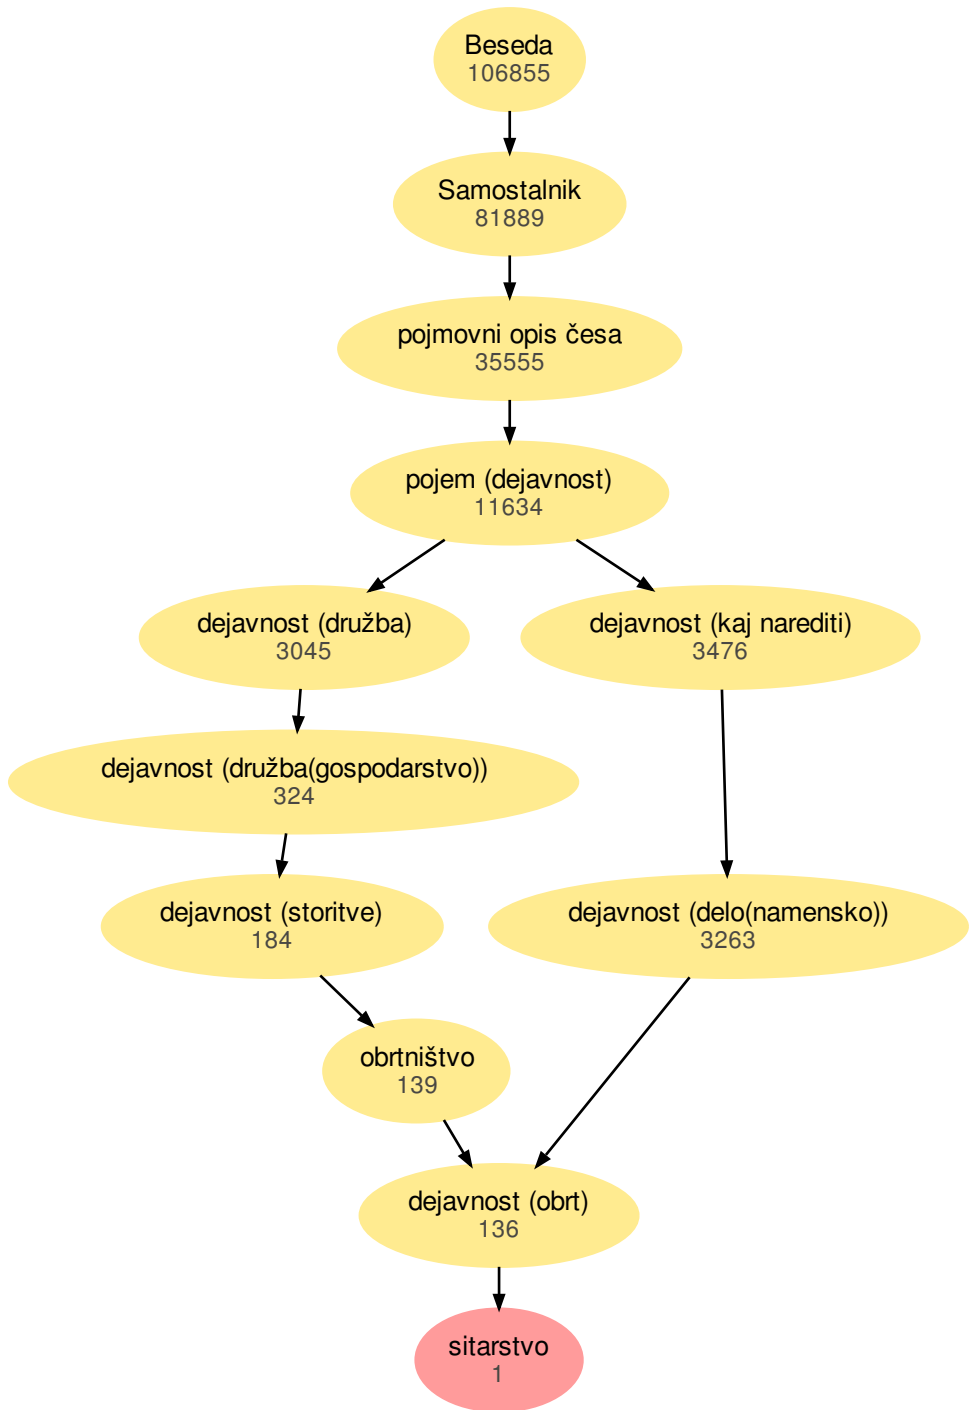 Beseda
106855
Samostalnik
81889
pojmovni opis česa
35555
pojem (dejavnost)
11634
dejavnost (družba)
3045
dejavnost (kaj narediti)
3476
dejavnost (družba(gospodarstvo))
324
dejavnost (storitve)
184
dejavnost (delo(namensko))
3263
obrtništvo
139
dejavnost (obrt)
136
sitarstvo
1